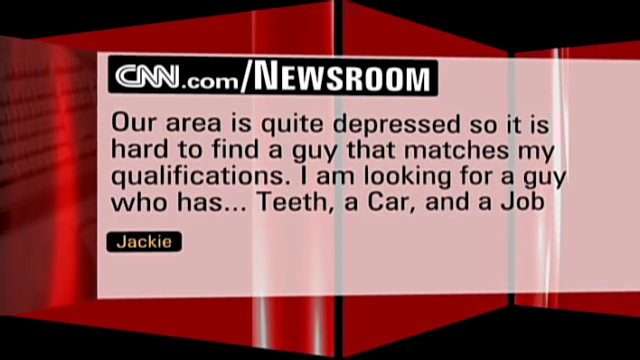 CNN.com/NEWSROOM
Our area is quite depressed so it is
hard to find a guy that matches my
qualifications. I am looking for a guy
who has... Teeth, a Car, and a Job
Jackie